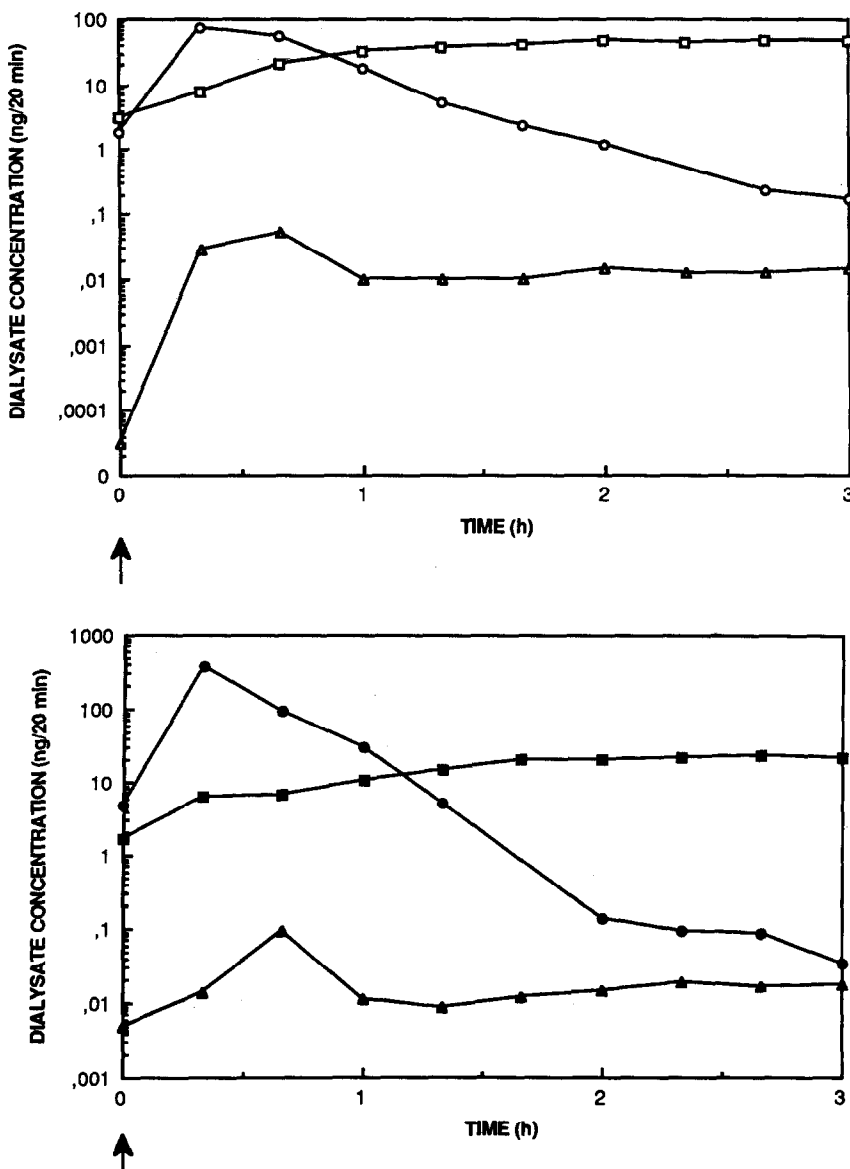 DIALYSATE CONCENTRATION (ng/20 min)
100
10
1
,1
,01
,001
,0001
0
0 1 2 3
TIME (h)
DIALYSATE CONCENTRATION (ng/20 min)
1000
100
10
1
,1
,01
,001
0 1 2 3
TIME (h)